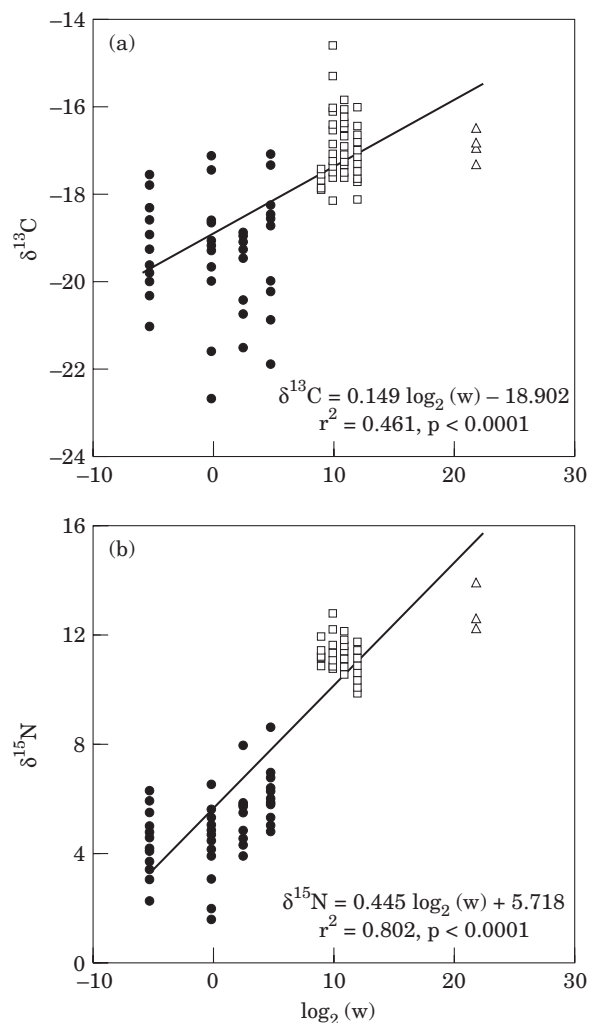 −14
(a)
−16
−18
δ¹³C
−20
−22
δ¹³C = 0.149 log₂ (w) – 18.902
r² = 0.461, p < 0.0001
−24
−10 0 10 20 30
16
(b)
12
δ¹⁵N
8
4
δ¹⁵N = 0.445 log₂ (w) + 5.718
r² = 0.802, p < 0.0001
0
−10 0 10 20 30
log₂ (w)